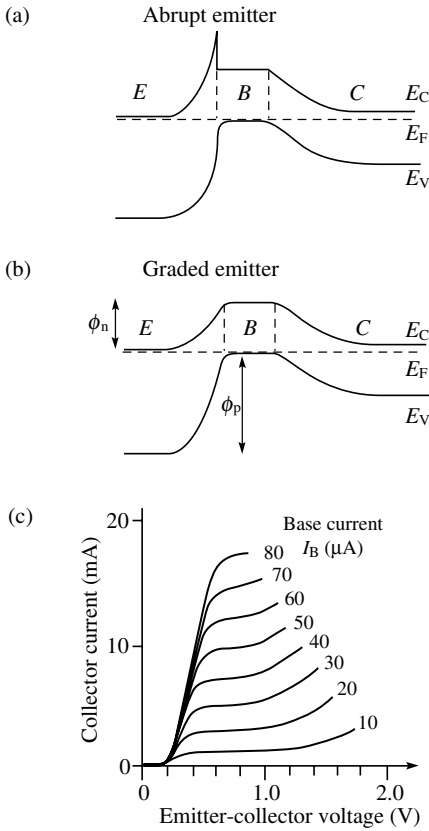 (a)
Abrupt emitter
E B C E_C
E_F
E_V
(b)
Graded emitter
ϕ_n E B C E_C
E_F
ϕ_p E_V
(c)
20
10
0
Collector current (mA)
Base current
I_B (μA)
80
70
60
50
40
30
20
10
0 1.0 2.0
Emitter-collector voltage (V)